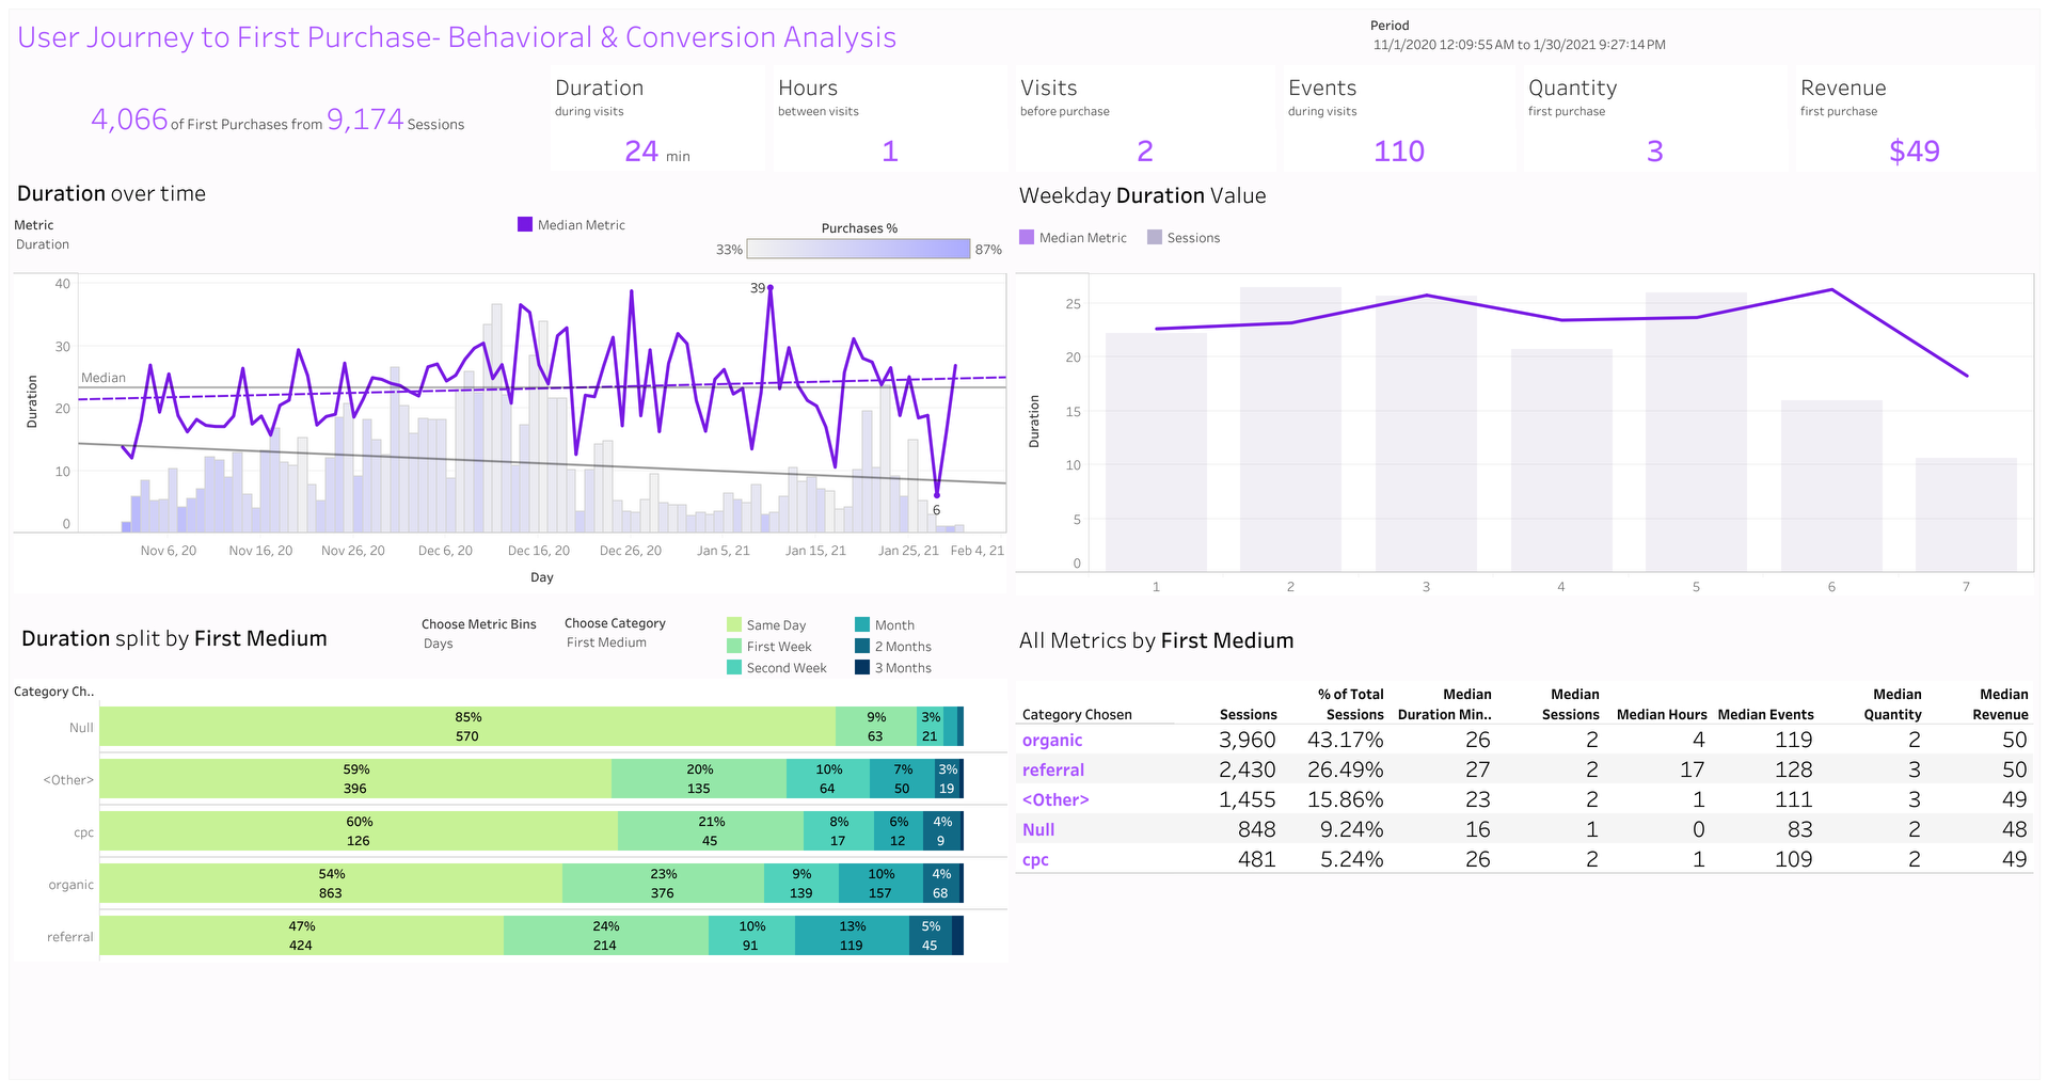 User Journey to First Purchase- Behavioral & Conversion Analysis
Period
11/1/2020 12:09:55 AM to 1/30/2021 9:27:14 PM
4,066 of First Purchases from 9,174 Sessions
Duration
during visits
24 min
Hours
between visits
1
Visits
before purchase
2
Events
during visits
110
Quantity
first purchase
3
Revenue
first purchase
$49
Duration over time
Metric
Duration
Median Metric
Purchases %
33%
87%
Duration
40
30
20
10
0
Median
39
6
Nov 6, 20
Nov 16, 20
Nov 26, 20
Dec 6, 20
Dec 16, 20
Dec 26, 20
Jan 5, 21
Jan 15, 21
Jan 25, 21
Feb 4, 21
Day
Weekday Duration Value
Median Metric
Sessions
Duration
25
20
15
10
5
0
1 2 3 4 5 6 7
Duration split by First Medium
Choose Metric Bins
Days
Choose Category
First Medium
Same Day
First Week
Second Week
Month
2 Months
3 Months
Category Ch..
Null
85% 9% 3%
570 63 21
<Other>
59% 20% 10% 7% 3%
396 135 64 50 19
cpc
60% 21% 8% 6% 4%
126 45 17 12 9
organic
54% 23% 9% 10% 4%
863 376 139 157 68
referral
47% 24% 10% 13% 5%
424 214 91 119 45
All Metrics by First Medium
% of Total Median Median Median Median
Category Chosen Sessions Sessions Duration Min.. Sessions Median Hours Median Events Quantity Revenue
organic 3,960 43.17% 26 2 4 119 2 50
referral 2,430 26.49% 27 2 17 128 3 50
<Other> 1,455 15.86% 23 2 1 111 3 49
Null 848 9.24% 16 1 0 83 2 48
cpc 481 5.24% 26 2 1 109 2 49